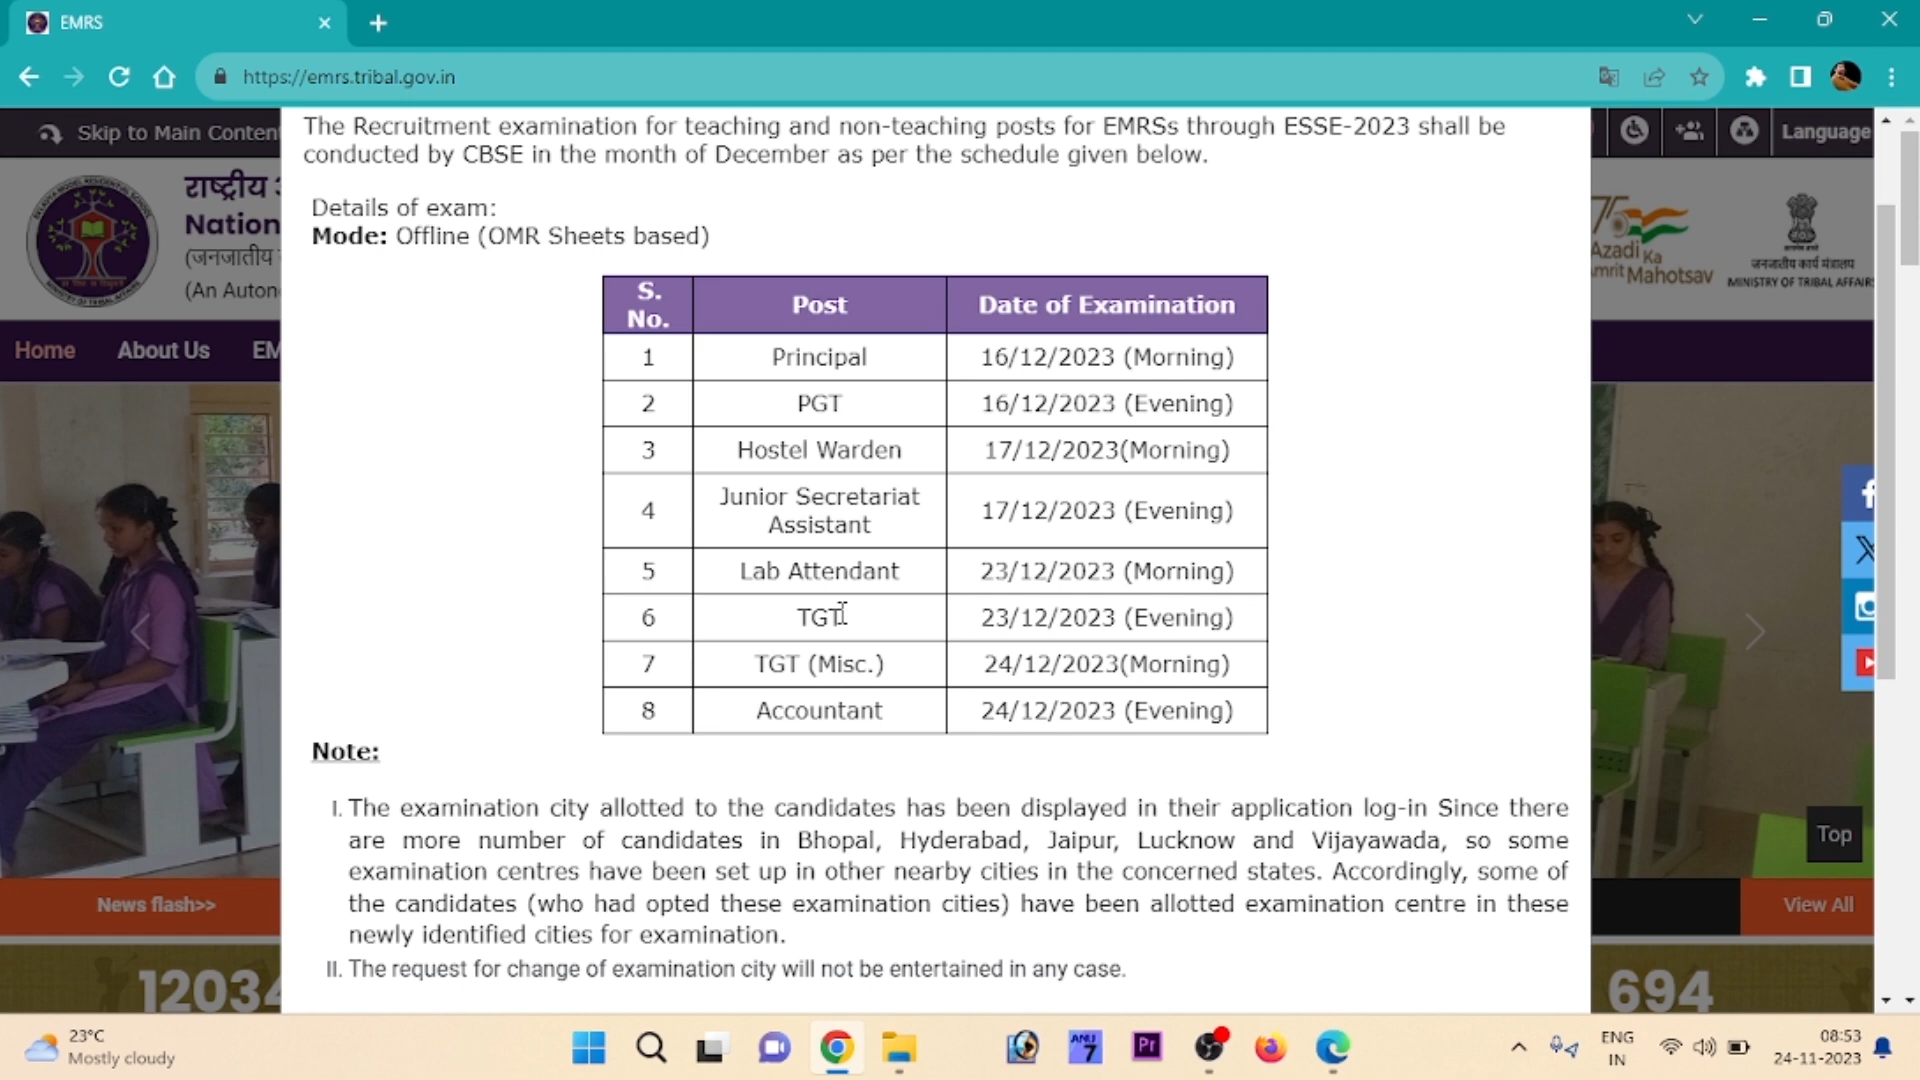 EMRS
https://emrs.tribal.gov.in
Skip to Main Conten
Language
राष्ट्रीय
Nation
(जनजातीय
(An Auton
Azadi Ka
Amrit Mahotsav
जनजातीय कार्य मंत्रालय
MINISTRY OF TRIBAL AFFAIR
Home About Us EM
The Recruitment examination for teaching and non-teaching posts for EMRSs through ESSE-2023 shall be
conducted by CBSE in the month of December as per the schedule given below.
Details of exam:
Mode: Offline (OMR Sheets based)
S. No. Post Date of Examination
1 Principal 16/12/2023 (Morning)
2 PGT 16/12/2023 (Evening)
3 Hostel Warden 17/12/2023(Morning)
4 Junior Secretariat Assistant 17/12/2023 (Evening)
5 Lab Attendant 23/12/2023 (Morning)
6 TGT 23/12/2023 (Evening)
7 TGT (Misc.) 24/12/2023(Morning)
8 Accountant 24/12/2023 (Evening)
Note:
I. The examination city allotted to the candidates has been displayed in their application log-in Since there
are more number of candidates in Bhopal, Hyderabad, Jaipur, Lucknow and Vijayawada, so some
examination centres have been set up in other nearby cities in the concerned states. Accordingly, some of
the candidates (who had opted these examination cities) have been allotted examination centre in these
newly identified cities for examination.
II. The request for change of examination city will not be entertained in any case.
Top
News flash>>
View All
12034
694
23°C
Mostly cloudy
ANU
7
Pr
ENG
IN
08:53
24-11-2023